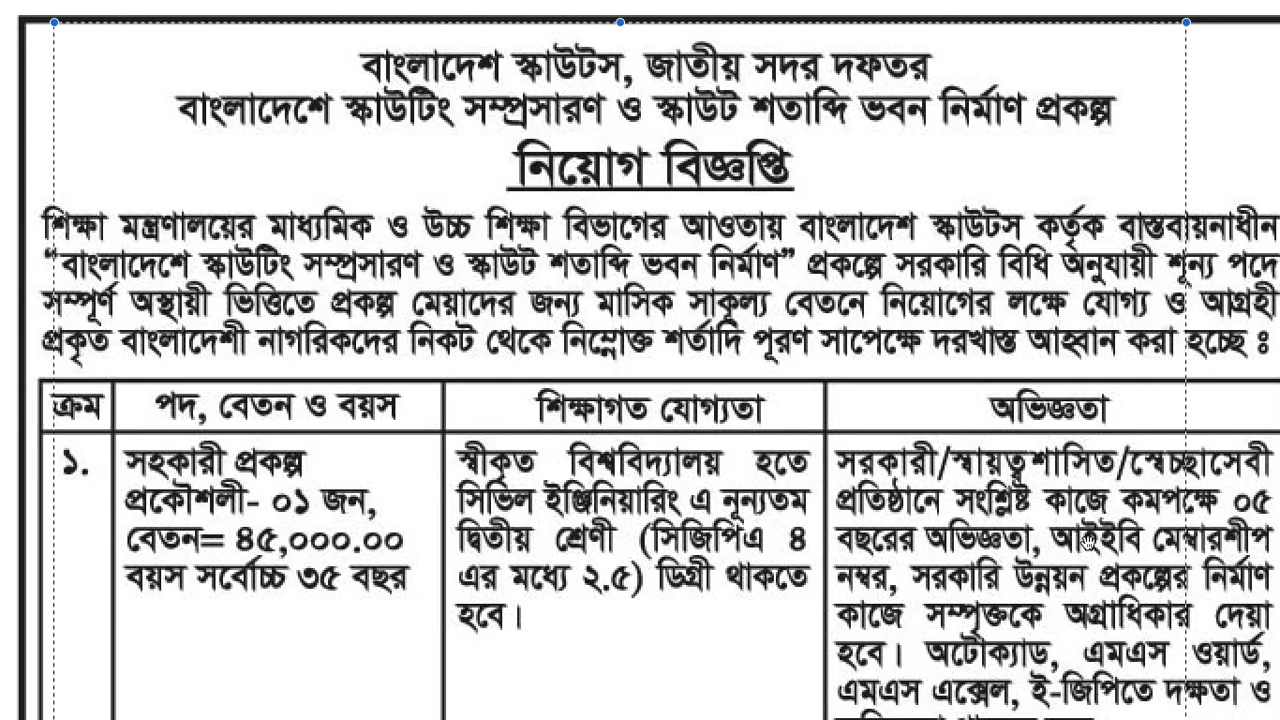 বাংলাদেশ স্কাউটস, জাতীয় সদর দফতর
বাংলাদেশে স্কাউটিং সম্প্রসারণ ও স্কাউট শতাব্দি ভবন নির্মাণ প্রকল্প
নিয়োগ বিজ্ঞপ্তি
শিক্ষা মন্ত্রণালয়ের মাধ্যমিক ও উচ্চ শিক্ষা বিভাগের আওতায় বাংলাদেশ স্কাউটস কর্তৃক বাস্তবায়নাধীন
“বাংলাদেশে স্কাউটিং সম্প্রসারণ ও স্কাউট শতাব্দি ভবন নির্মাণ” প্রকল্পে সরকারি বিধি অনুযায়ী শূন্য পদে
সম্পূর্ণ অস্থায়ী ভিত্তিতে প্রকল্প মেয়াদের জন্য মাসিক সাকূল্য বেতনে নিয়োগের লক্ষে যোগ্য ও আগ্রহী
প্রকৃত বাংলাদেশী নাগরিকদের নিকট থেকে নিম্নোক্ত শর্তাদি পূরণ সাপেক্ষে দরখাস্ত আহ্বান করা হচ্ছে ঃ
ক্রম পদ, বেতন ও বয়স শিক্ষাগত যোগ্যতা অভিজ্ঞতা
১.
সহকারী প্রকল্প
প্রকৌশলী- ০১ জন,
বেতন= ৪৫,০০০.০০
বয়স সর্বোচ্চ ৩৫ বছর
স্বীকৃত বিশ্ববিদ্যালয় হতে
সিভিল ইঞ্জিনিয়ারিং এ নূন্যতম
দ্বিতীয় শ্রেণী (সিজিপিএ ৪
এর মধ্যে ২.৫) ডিগ্রী থাকতে
হবে।
সরকারী/স্বায়ত্বশাসিত/স্বেচ্ছাসেবী
প্রতিষ্ঠানে সংশ্লিষ্ট কাজে কমপক্ষে ০৫
বছরের অভিজ্ঞতা, আইইবি মেম্বারশীপ
নম্বর, সরকারি উন্নয়ন প্রকল্পের নির্মাণ
কাজে সম্পৃক্তকে অগ্রাধিকার দেয়া
হবে। অটোক্যাড, এমএস ওয়ার্ড,
এমএস এক্সেল, ই-জিপিতে দক্ষতা ও